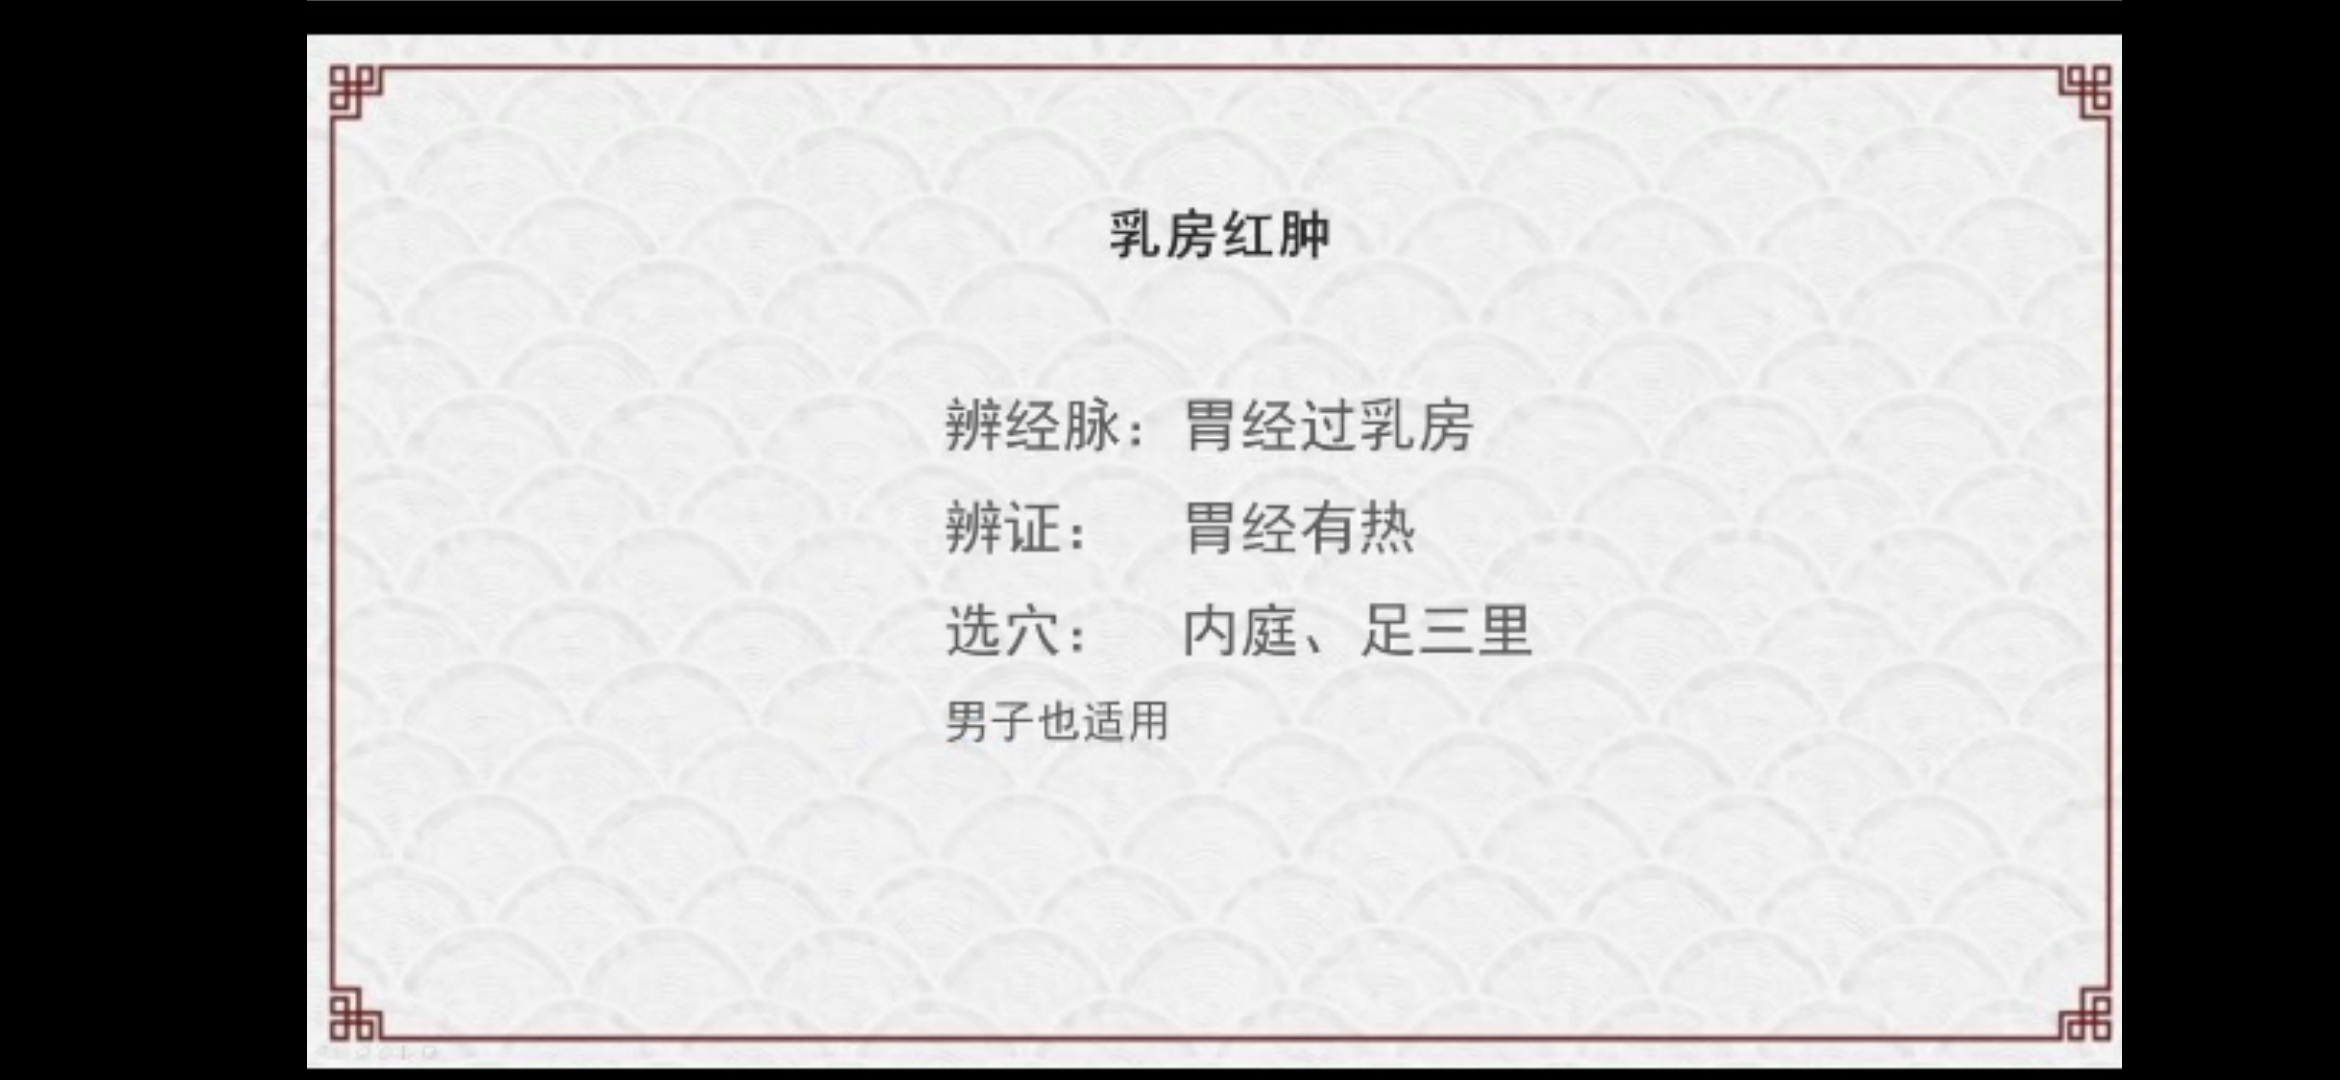 乳房红肿
辨经脉：胃经过乳房
辨证：胃经有热
选穴：内庭、足三里
男子也适用